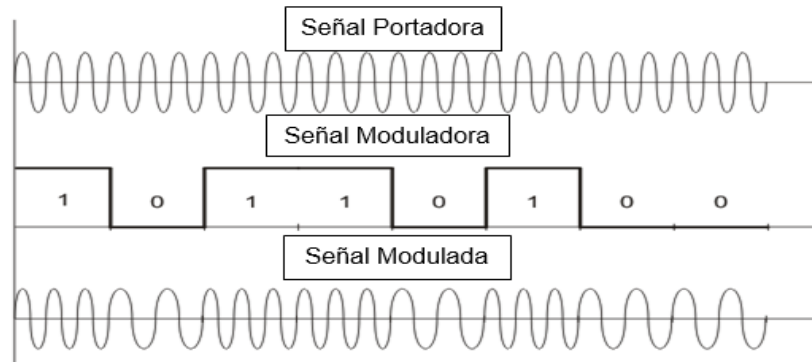 Señal Portadora
Señal Moduladora
1 0 1 1 0 1 0 0
Señal Modulada